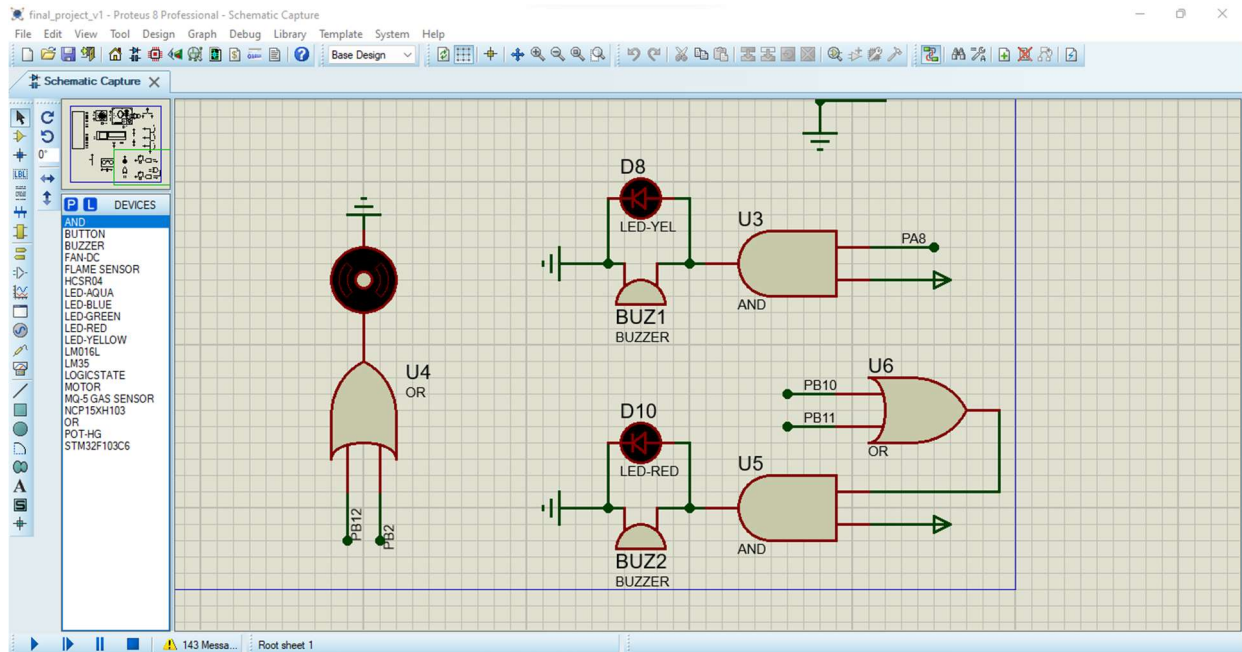 final_project_v1 - Proteus 8 Professional - Schematic Capture
File Edit View Tool Design Graph Debug Library Template System Help
Base Design
Schematic Capture
0°
LBL
P L DEVICES
AND
BUTTON
BUZZER
FAN-DC
FLAME SENSOR
HCSR04
LED-AQUA
LED-BLUE
LED-GREEN
LED-RED
LED-YELLOW
LM016L
LM35
LOGICSTATE
MOTOR
MQ-5 GAS SENSOR
NCP15XH103
OR
POT-HG
STM32F103C6
A
S
U4
OR
PB12
PB2
D8
LED-YEL
BUZ1
BUZZER
U3
AND
PA8
D10
LED-RED
BUZ2
BUZZER
U5
AND
U6
OR
PB10
PB11
143 Messa... Root sheet 1